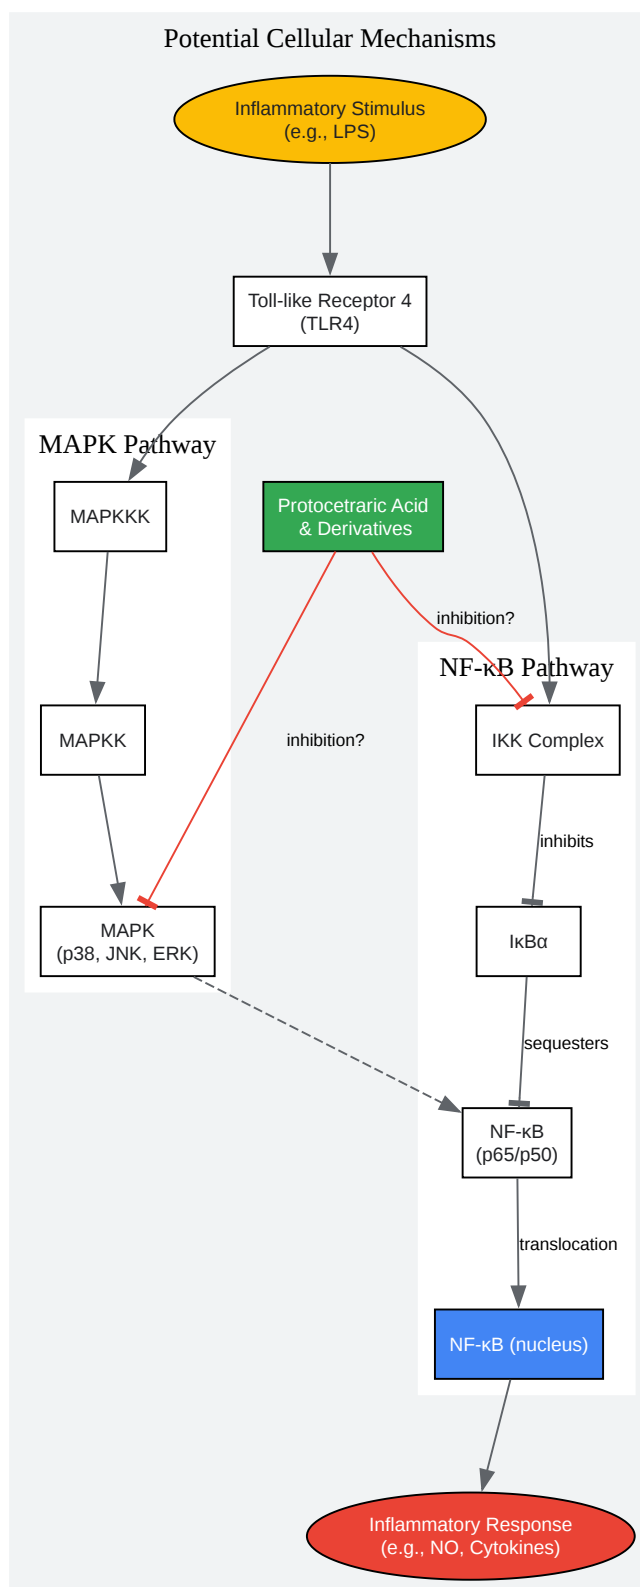 Potential Cellular Mechanisms
Inflammatory Stimulus
(e.g., LPS)
Toll-like Receptor 4
(TLR4)
MAPK Pathway
MAPKKK
Protocetraric Acid
& Derivatives
inhibition?
NF-κB Pathway
MAPKK
inhibition?
IKK Complex
inhibits
MAPK
(p38, JNK, ERK)
IκBα
sequesters
NF-κB
(p65/p50)
translocation
NF-κB (nucleus)
Inflammatory Response
(e.g., NO, Cytokines)